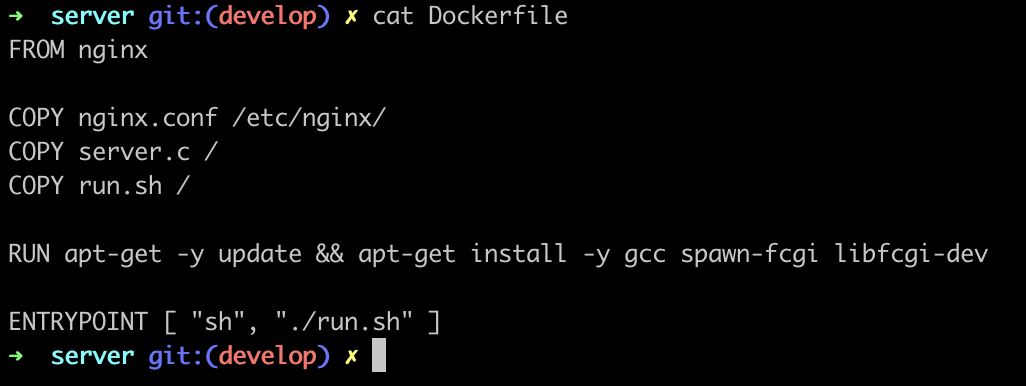 ➜  server git:(develop) ✗ cat Dockerfile
FROM nginx

COPY nginx.conf /etc/nginx/
COPY server.c /
COPY run.sh /

RUN apt-get -y update && apt-get install -y gcc spawn-fcgi libfcgi-dev

ENTRYPOINT [ "sh", "./run.sh" ]
➜  server git:(develop) ✗